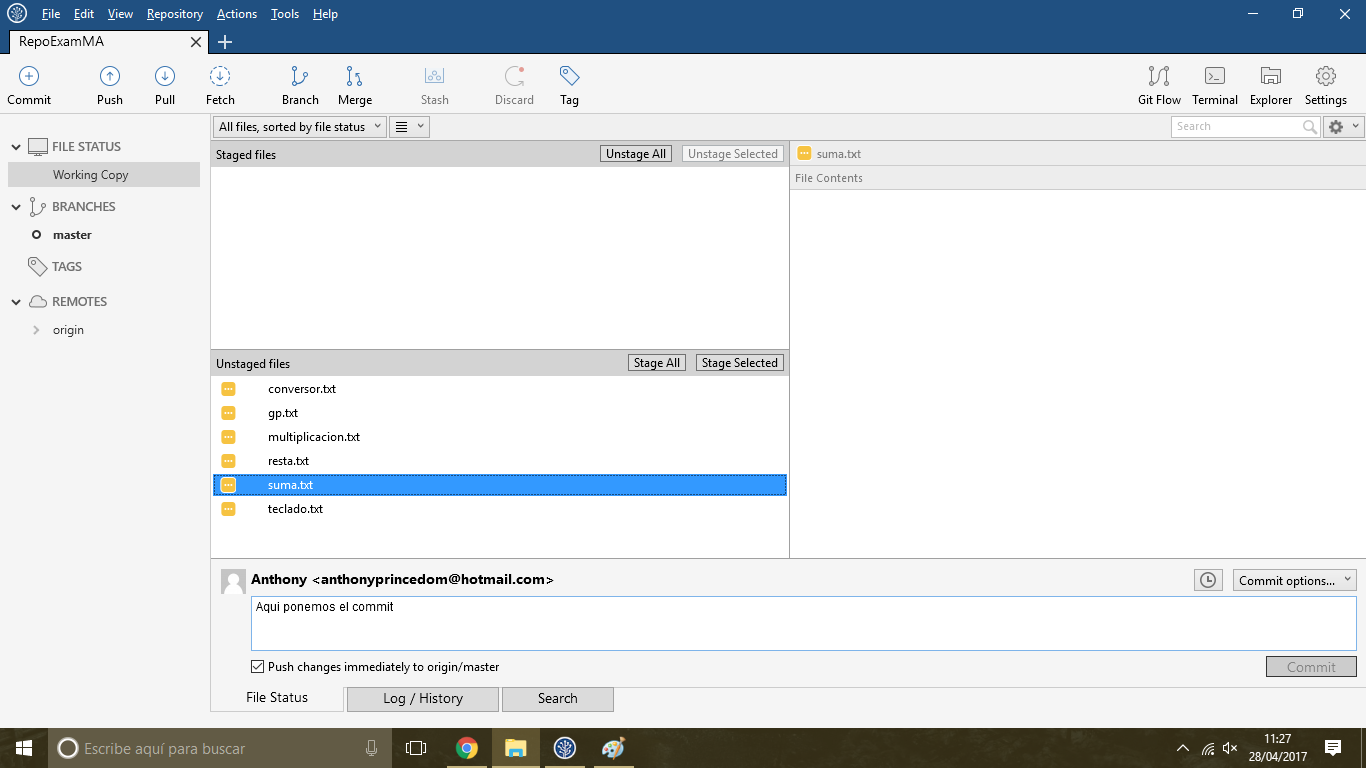 File Edit View Repository Actions Tools Help
RepoExamMA
Commit Push Pull Fetch Branch Merge Stash Discard Tag Git Flow Terminal Explorer Settings
All files, sorted by file status
Search
FILE STATUS
Working Copy
BRANCHES
master
TAGS
REMOTES
origin
Staged files Unstage All Unstage Selected
Unstaged files Stage All Stage Selected
conversor.txt
gp.txt
multiplicacion.txt
resta.txt
suma.txt
teclado.txt
suma.txt
File Contents
Anthony <anthonyprincedom@hotmail.com>
Commit options...
Aqui ponemos el commit
Push changes immediately to origin/master
Commit
File Status Log / History Search
Escribe aquí para buscar
11:27
28/04/2017